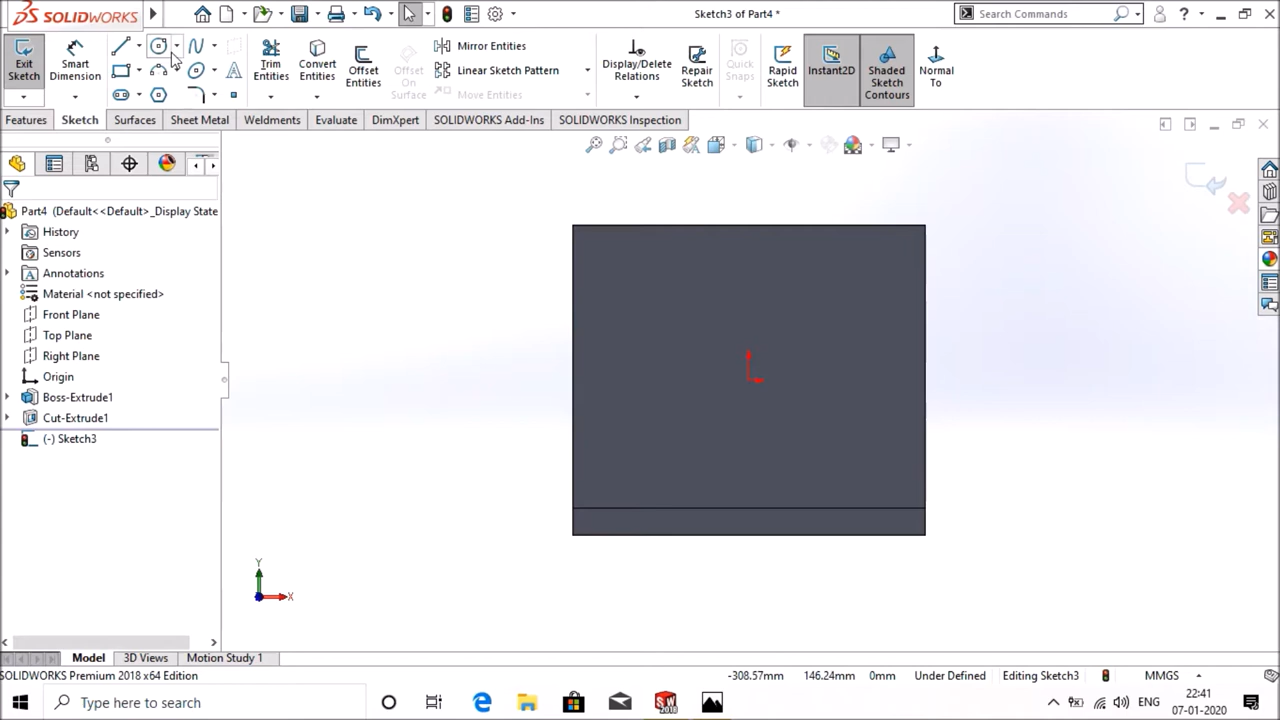 SOLIDWORKS
Sketch3 of Part4 *
Search Commands
?
Exit Sketch
Smart Dimension
Trim Entities
Convert Entities
Offset Entities
Offset On Surface
Mirror Entities
Linear Sketch Pattern
Move Entities
Display/Delete Relations
Repair Sketch
Quick Snaps
Rapid Sketch
Instant2D
Shaded Sketch Contours
Normal To
Features
Sketch
Surfaces
Sheet Metal
Weldments
Evaluate
DimXpert
SOLIDWORKS Add-Ins
SOLIDWORKS Inspection
Part4 (Default<<Default>_Display State
History
Sensors
Annotations
Material <not specified>
Front Plane
Top Plane
Right Plane
Origin
Boss-Extrude1
Cut-Extrude1
(-) Sketch3
Y
X
Model
3D Views
Motion Study 1
SOLIDWORKS Premium 2018 x64 Edition
-308.57mm
146.24mm
0mm
Under Defined
Editing Sketch3
MMGS
Type here to search
SW
2018
ENG
22:41
07-01-2020